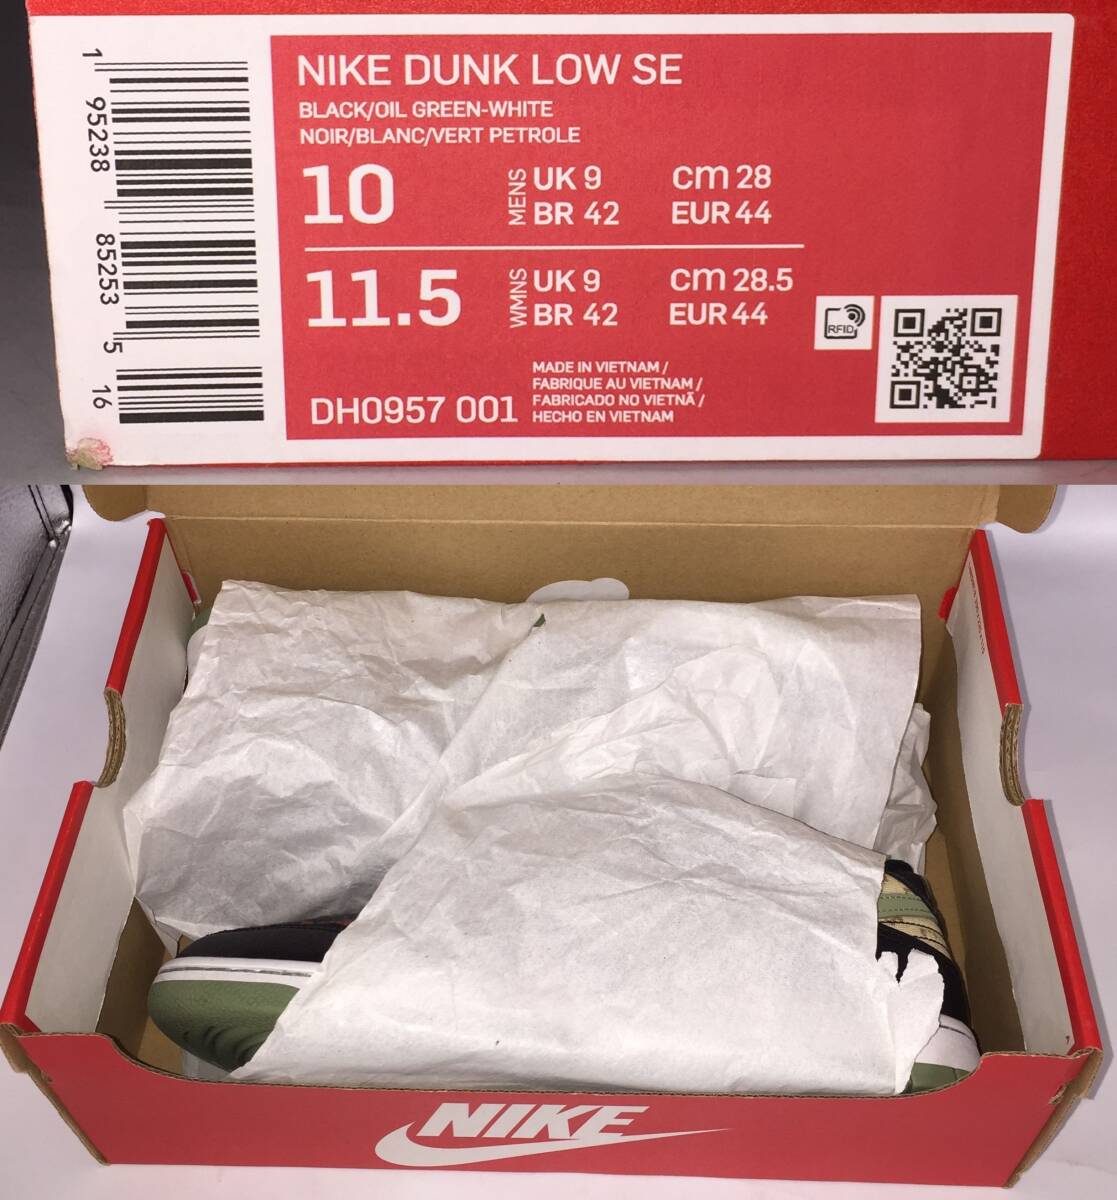 1
95238
85253
5
16
NIKE DUNK LOW SE
BLACK/OIL GREEN-WHITE
NOIR/BLANC/VERT PETROLE
10
MENS
UK 9
cm 28
BR 42
EUR 44
11.5
WMNS
UK 9
cm 28.5
BR 42
EUR 44
RFID
MADE IN VIETNAM /
FABRIQUE AU VIETNAM /
FABRICADO NO VIETNÃ /
HECHO EN VIETNAM
DH0957 001
NIKE